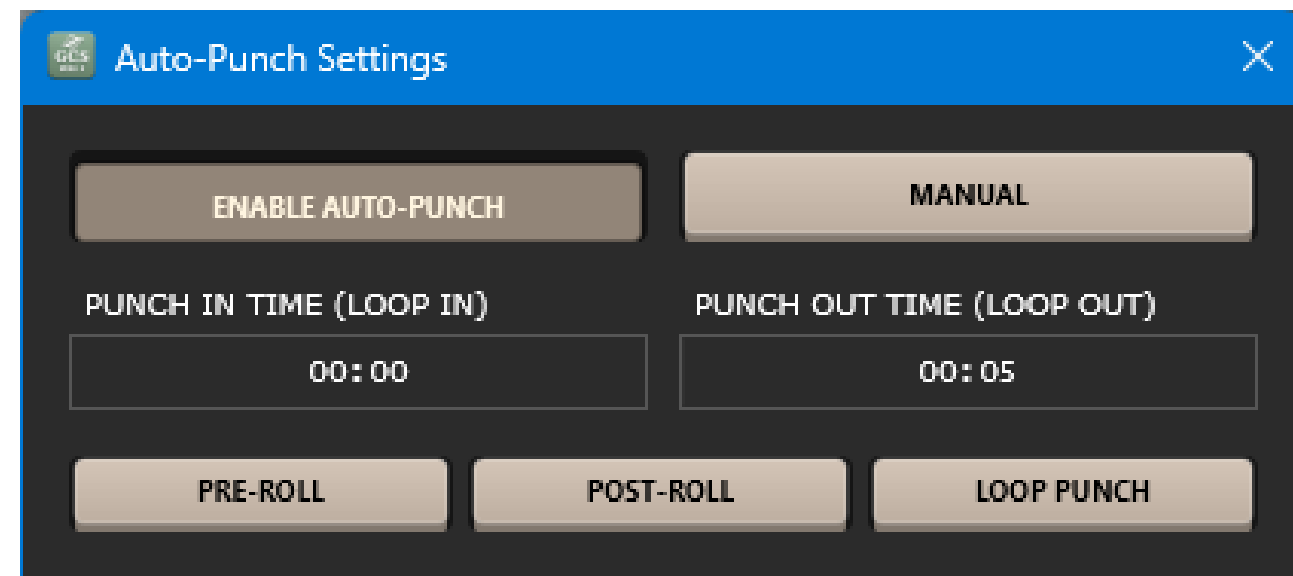 Auto-Punch Settings
ENABLE AUTO-PUNCH
MANUAL
PUNCH IN TIME (LOOP IN)
PUNCH OUT TIME (LOOP OUT)
00:00
00:05
PRE-ROLL
POST-ROLL
LOOP PUNCH